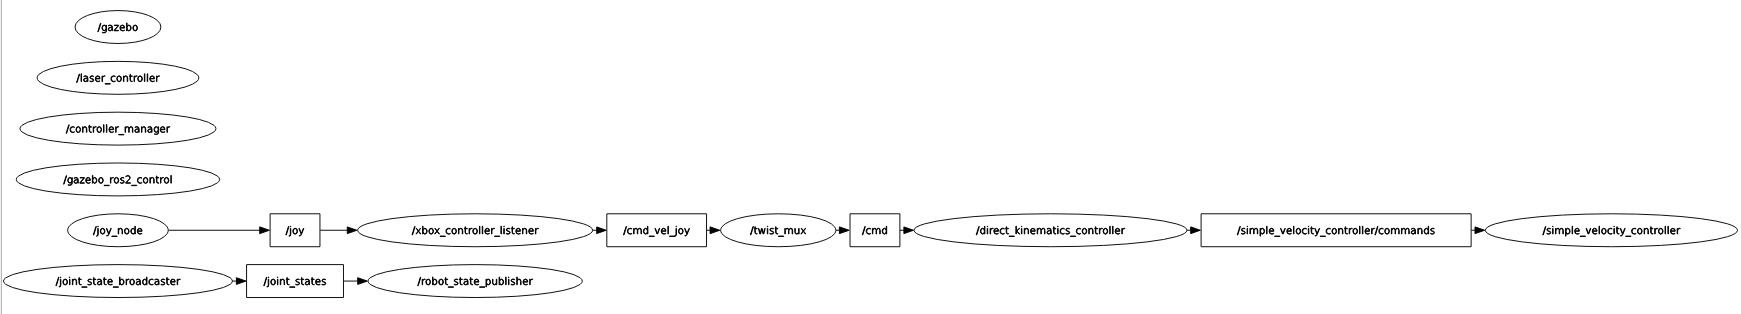 /gazebo
/laser_controller
/controller_manager
/gazebo_ros2_control
/joy_node /joy /xbox_controller_listener /cmd_vel_joy /twist_mux /cmd /direct_kinematics_controller /simple_velocity_controller/commands /simple_velocity_controller
/joint_state_broadcaster /joint_states /robot_state_publisher